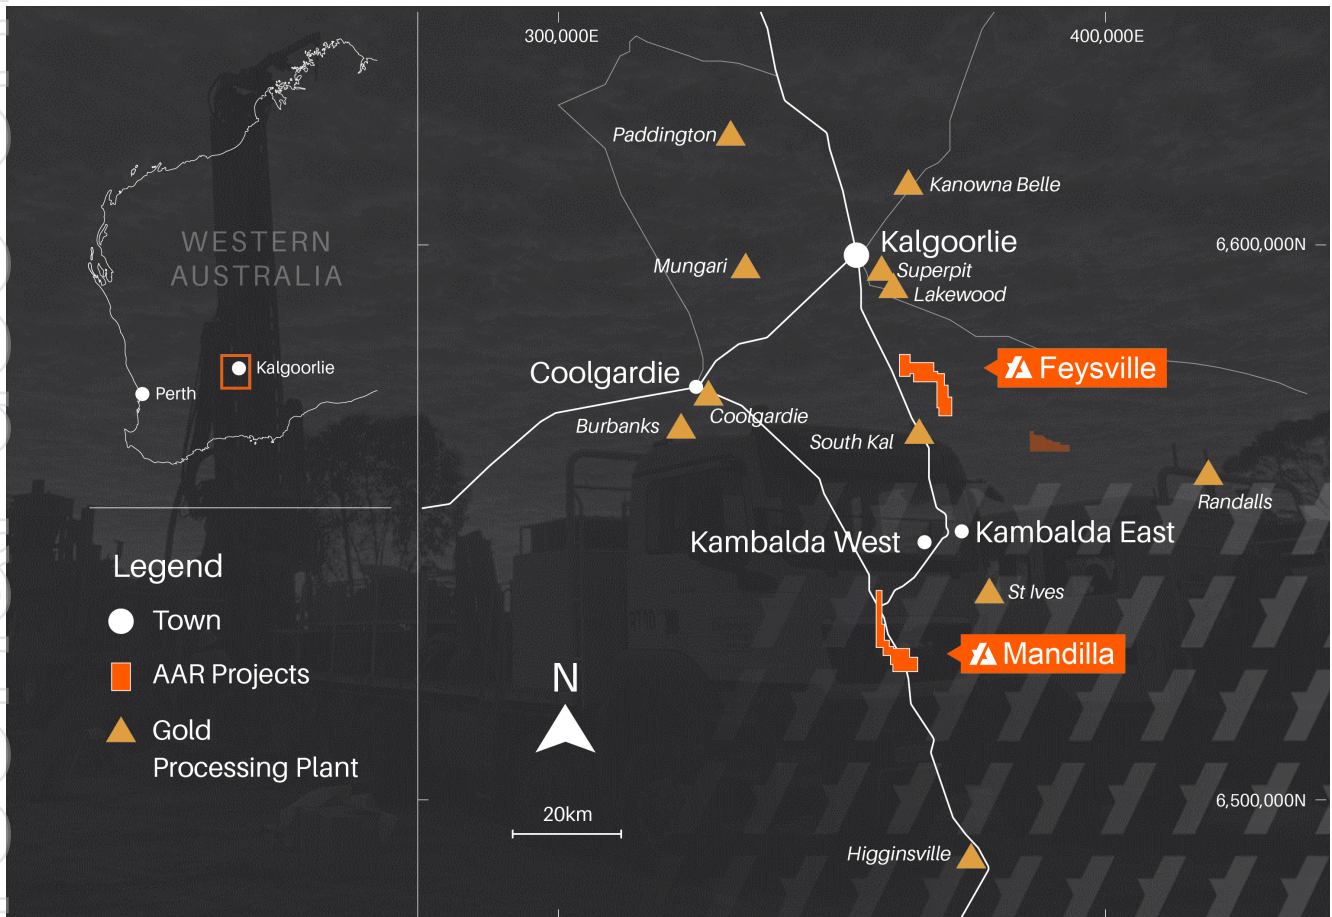 300,000E
400,000E
Paddington
Kanowna Belle
WESTERN
AUSTRALIA
Kalgoorlie
6,600,000N
Mungari
Superpit
Lakewood
Kalgoorlie
Perth
Coolgardie
Feysville
Coolgardie
Burbanks
South Kal
Randalls
Kambalda West
Kambalda East
St Ives
Mandilla
Legend
Town
AAR Projects
Gold
Processing Plant
N
20km
6,500,000N
Higginsville